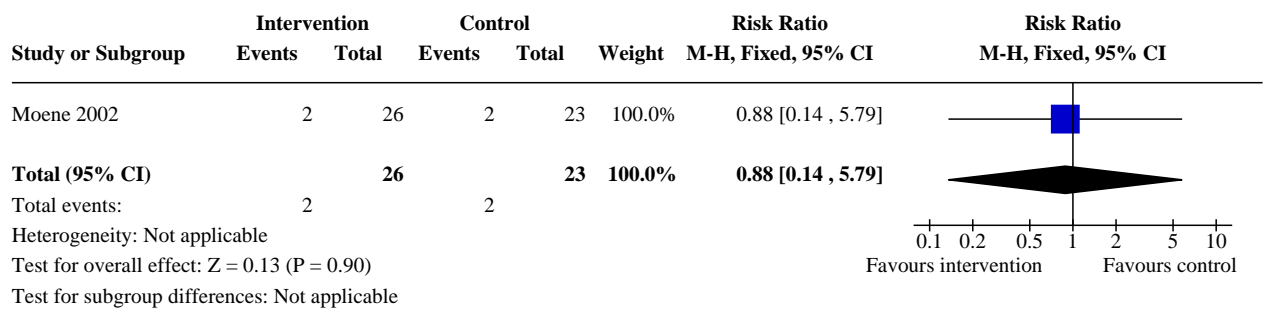 Intervention Control Risk Ratio Risk Ratio
Study or Subgroup Events Total Events Total Weight M-H, Fixed, 95% CI M-H, Fixed, 95% CI
Moene 2002 2 26 2 23 100.0% 0.88 [0.14 , 5.79]
Total (95% CI) 26 23 100.0% 0.88 [0.14 , 5.79]
Total events: 2 2
Heterogeneity: Not applicable
0.1 0.2 0.5 1 2 5 10
Test for overall effect: Z = 0.13 (P = 0.90)
Favours intervention Favours control
Test for subgroup differences: Not applicable